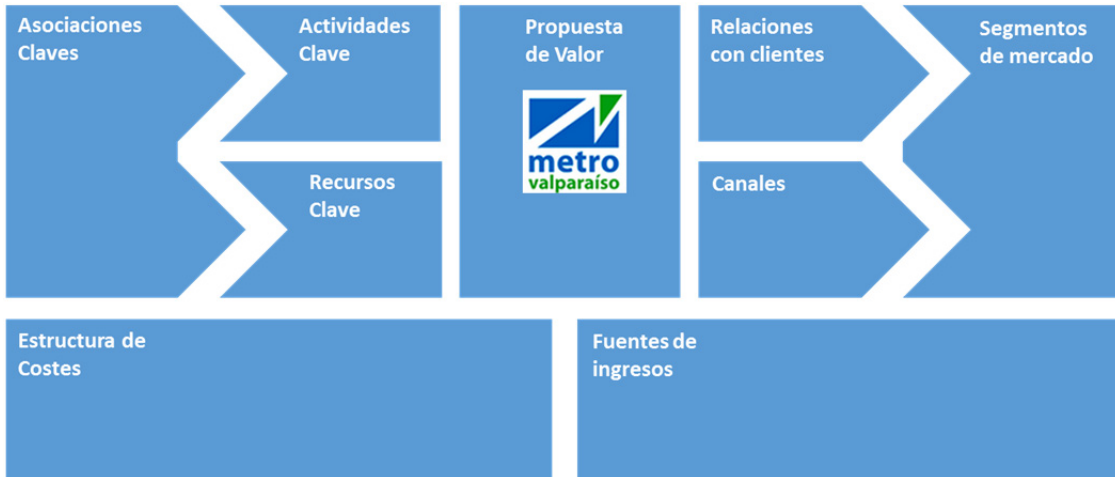 Asociaciones
Claves
Actividades
Clave
Propuesta
de Valor
metro
valparaíso
Relaciones
con clientes
Segmentos
de mercado
Recursos
Clave
Canales
Estructura de
Costes
Fuentes de
ingresos